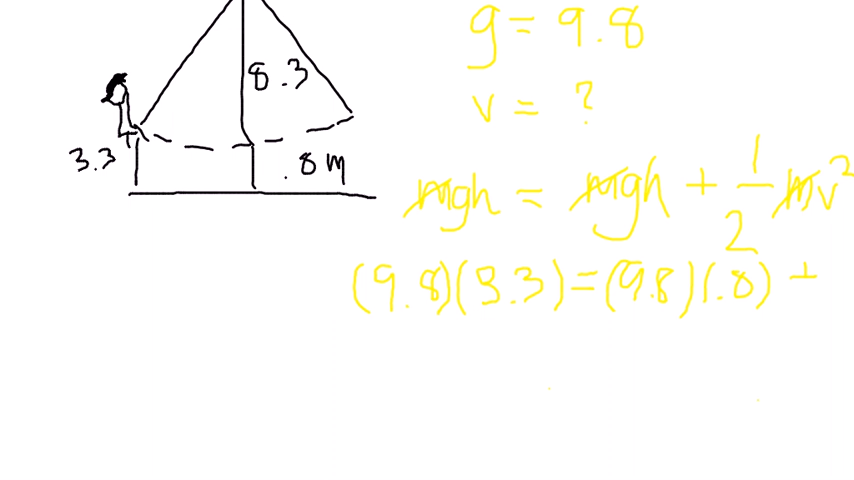 g = 9.8
8.3
v = ?
3.3
.8 m
mgh = mgh + 1/2 mv²
(9.8)(3.3) = (9.8)(.8) +